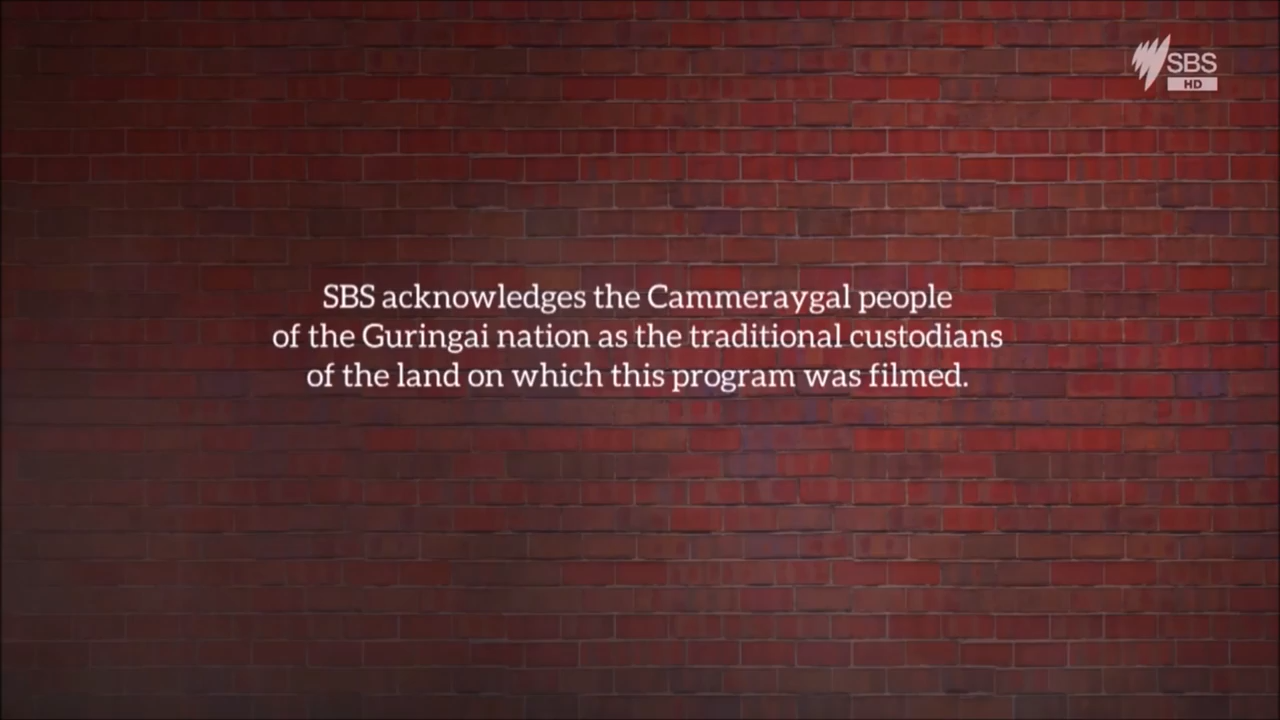 SBS
HD
SBS acknowledges the Cammeraygal people
of the Guringai nation as the traditional custodians
of the land on which this program was filmed.